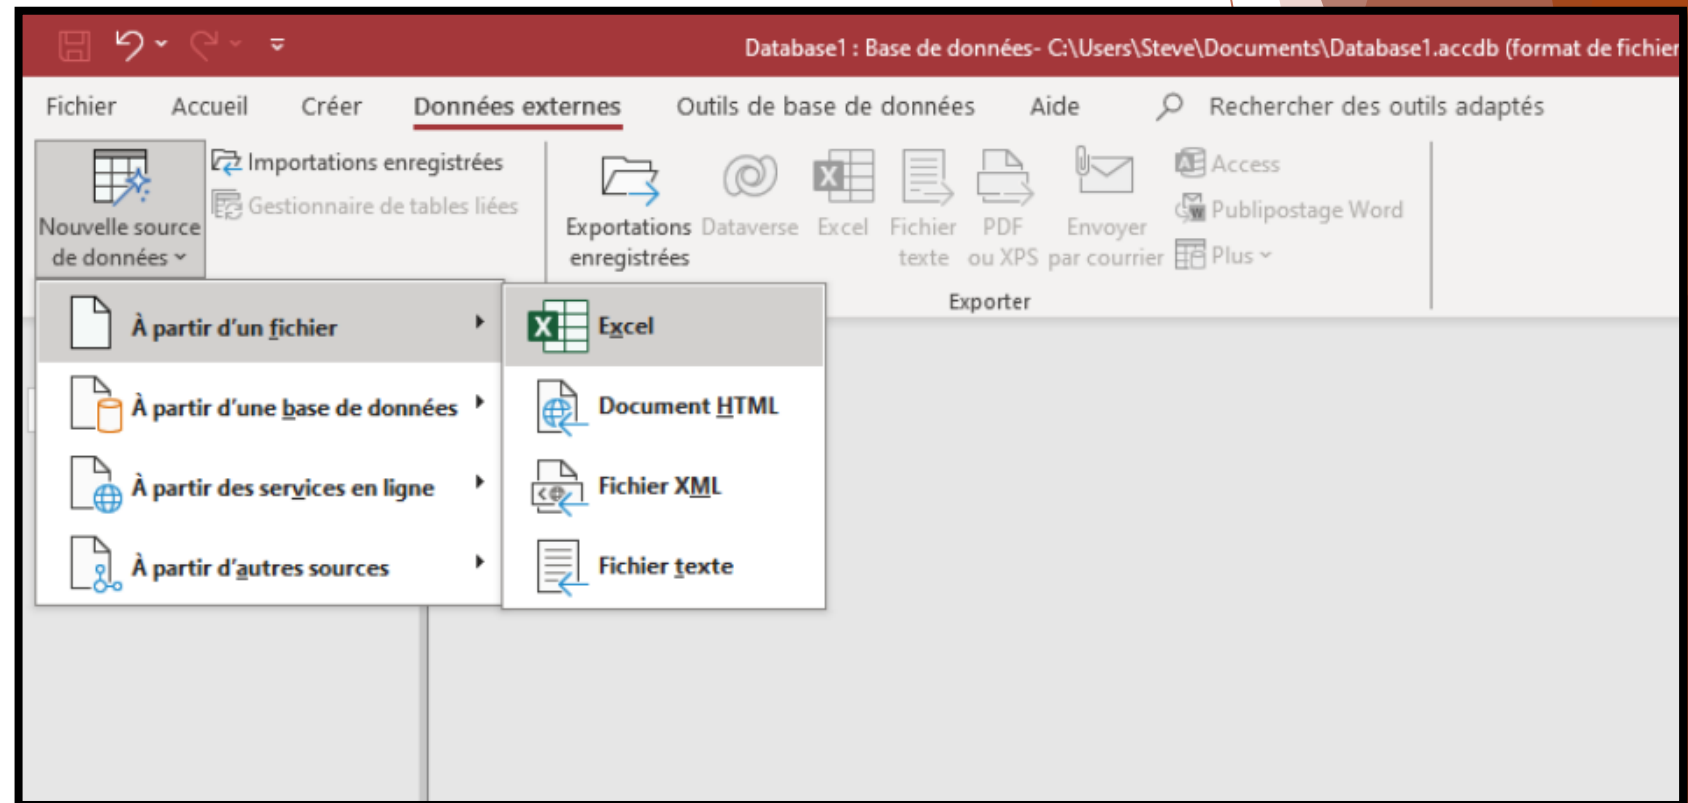 Database1 : Base de données- C:\Users\Steve\Documents\Database1.accdb (format de fichier
Fichier Accueil Créer Données externes Outils de base de données Aide Rechercher des outils adaptés
Nouvelle source
de données
Importations enregistrées
Gestionnaire de tables liées
Exportations
enregistrées
Dataverse
Excel
Fichier
texte
PDF
ou XPS
Envoyer
par courrier
Access
Publipostage Word
Plus
Exporter
À partir d'un fichier
À partir d'une base de données
À partir des services en ligne
À partir d'autres sources
Excel
Document HTML
Fichier XML
Fichier texte